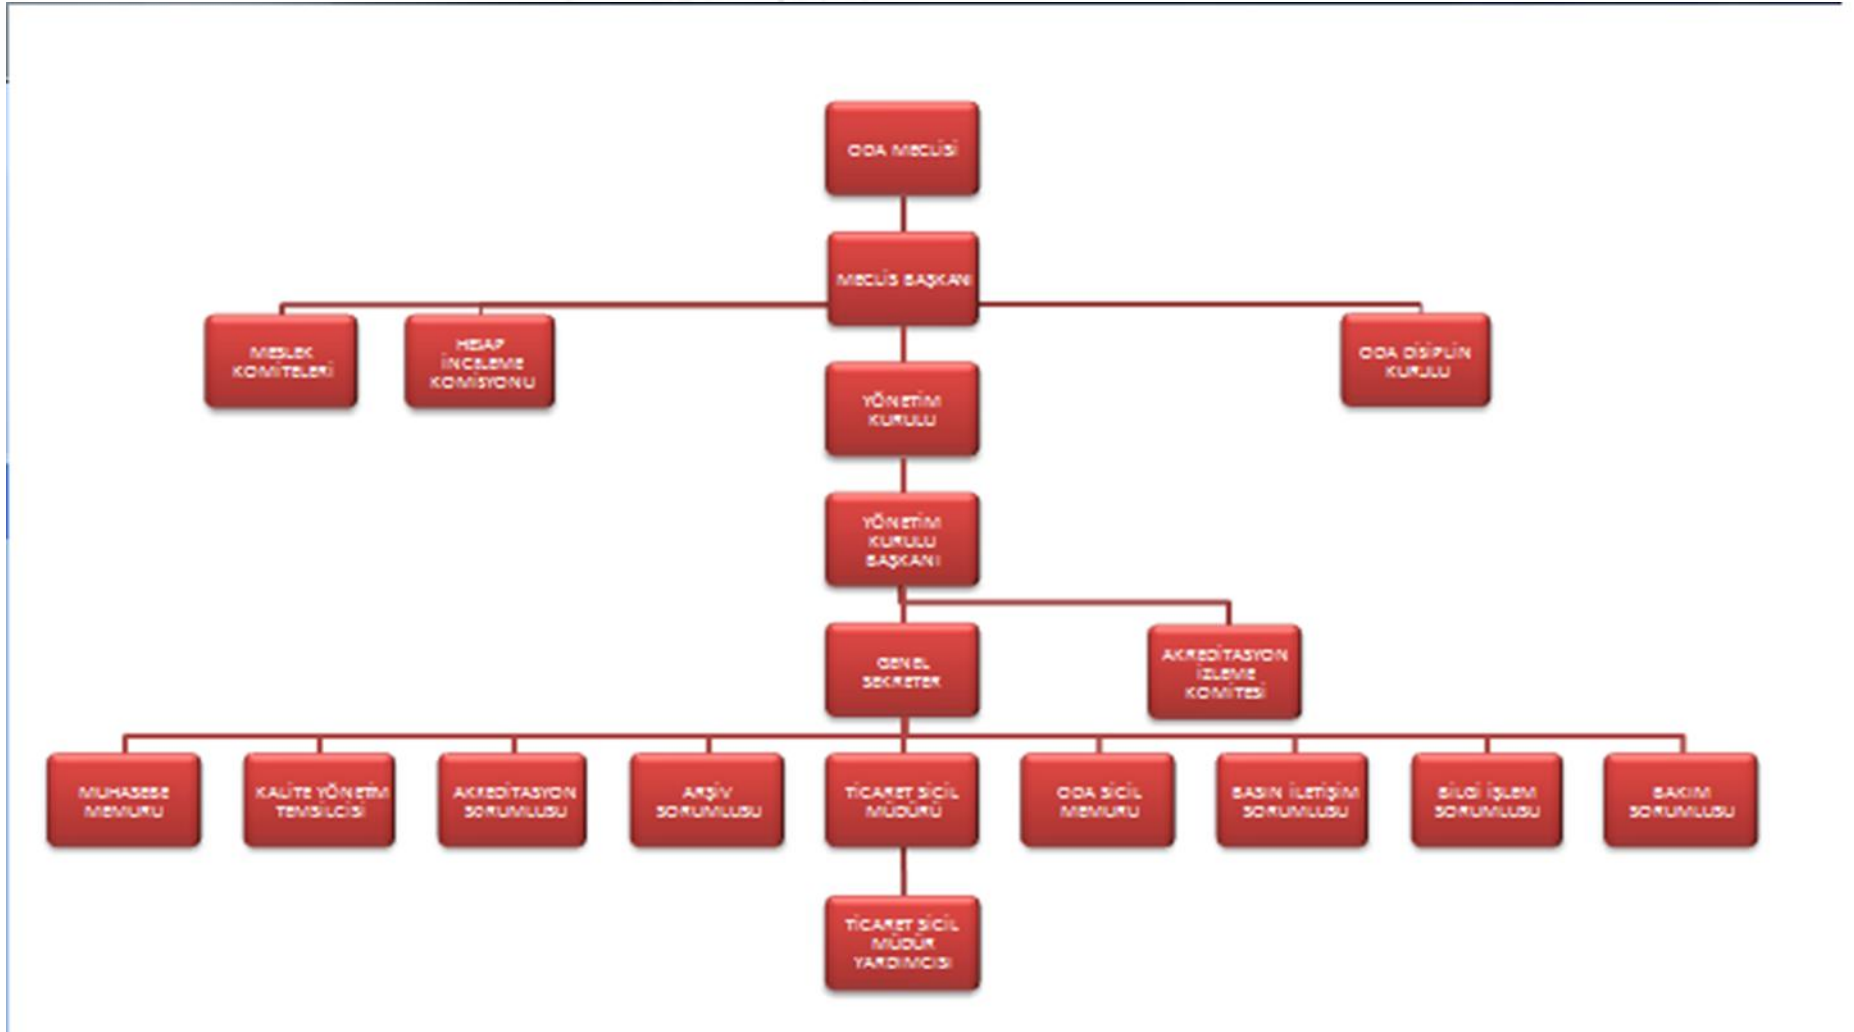 ODA MECLİSİ
MECLİS BAŞKANI
MESLEK
KOMİTELERİ
HESAP
İNCELEME
KOMİSYONU
ODA DİSİPLİN
KURULU
YÖNETİM
KURULU
YÖNETİM
KURULU
BAŞKANI
GENEL
SEKRETER
AKREDİTASYON
İZLEME
KOMİTESİ
MUHASEBE
MEMURU
KALİTE YÖNETİM
TEMSİLCİSİ
AKREDİTASYON
SORUMLUSU
ARŞİV
SORUMLUSU
TİCARET SİCİL
MÜDÜRÜ
ODA SİCİL
MEMURU
BASIN İLETİŞİM
SORUMLUSU
BİLGİ İŞLEM
SORUMLUSU
BAKIM
SORUMLUSU
TİCARET SİCİL
MÜDÜR
YARDIMCISI